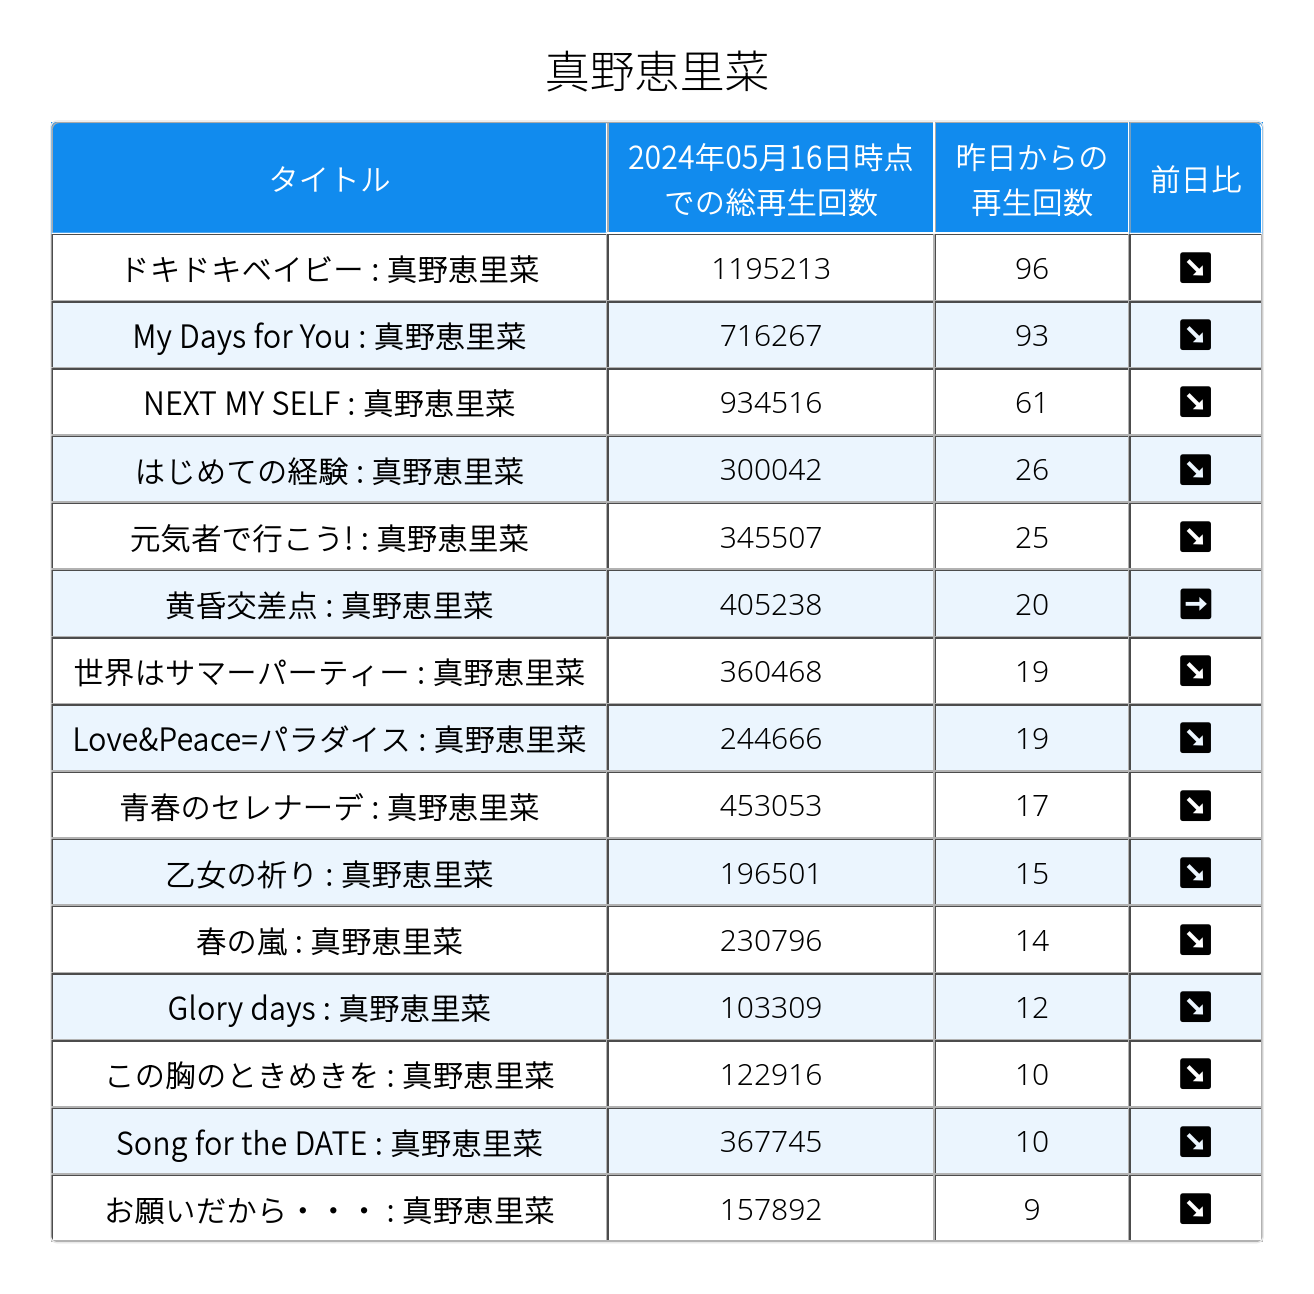 真野恵里菜
タイトル
2024年05月16日時点
での総再生回数
昨日からの
再生回数
前日比
ドキドキベイビー : 真野恵里菜 1195213 96 ↘
My Days for You : 真野恵里菜 716267 93 ↘
NEXT MY SELF : 真野恵里菜 934516 61 ↘
はじめての経験 : 真野恵里菜 300042 26 ↘
元気者で行こう! : 真野恵里菜 345507 25 ↘
黄昏交差点 : 真野恵里菜 405238 20 ➡
世界はサマーパーティー : 真野恵里菜 360468 19 ↘
Love&Peace=パラダイス : 真野恵里菜 244666 19 ↘
青春のセレナーデ : 真野恵里菜 453053 17 ↘
乙女の祈り : 真野恵里菜 196501 15 ↘
春の嵐 : 真野恵里菜 230796 14 ↘
Glory days : 真野恵里菜 103309 12 ↘
この胸のときめきを : 真野恵里菜 122916 10 ↘
Song for the DATE : 真野恵里菜 367745 10 ↘
お願いだから・・・ : 真野恵里菜 157892 9 ↘